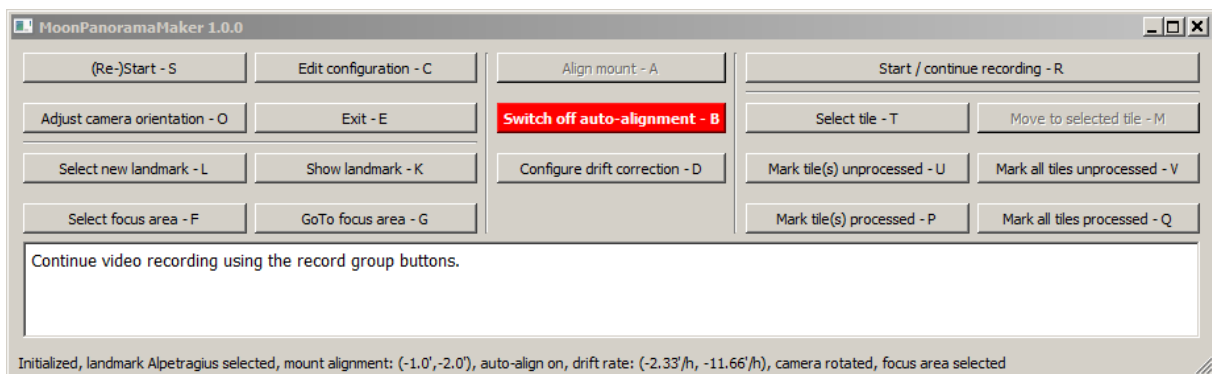 MoonPanoramaMaker 1.0.0
(Re-)Start - S
Edit configuration - C
Align mount - A
Start / continue recording - R
Adjust camera orientation - O
Exit - E
Switch off auto-alignment - B
Select tile - T
Move to selected tile - M
Select new landmark - L
Show landmark - K
Configure drift correction - D
Mark tile(s) unprocessed - U
Mark all tiles unprocessed - V
Select focus area - F
GoTo focus area - G
Mark tile(s) processed - P
Mark all tiles processed - Q
Continue video recording using the record group buttons.
Initialized, landmark Alpetragius selected, mount alignment: (-1.0',-2.0'), auto-align on, drift rate: (-2.33'/h, -11.66'/h), camera rotated, focus area selected